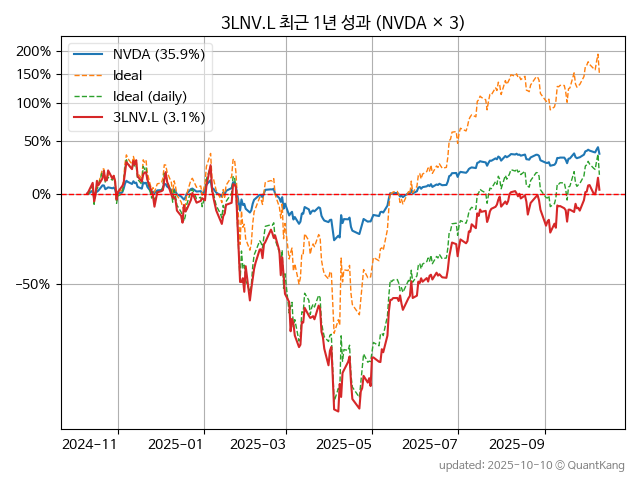 3LNV.L 최근 1년 성과 (NVDA × 3)
NVDA (35.9%)
Ideal
Ideal (daily)
3LNV.L (3.1%)
200%
150%
100%
50%
0%
−50%
2024-11 2025-01 2025-03 2025-05 2025-07 2025-09
updated: 2025-10-10 © QuantKang